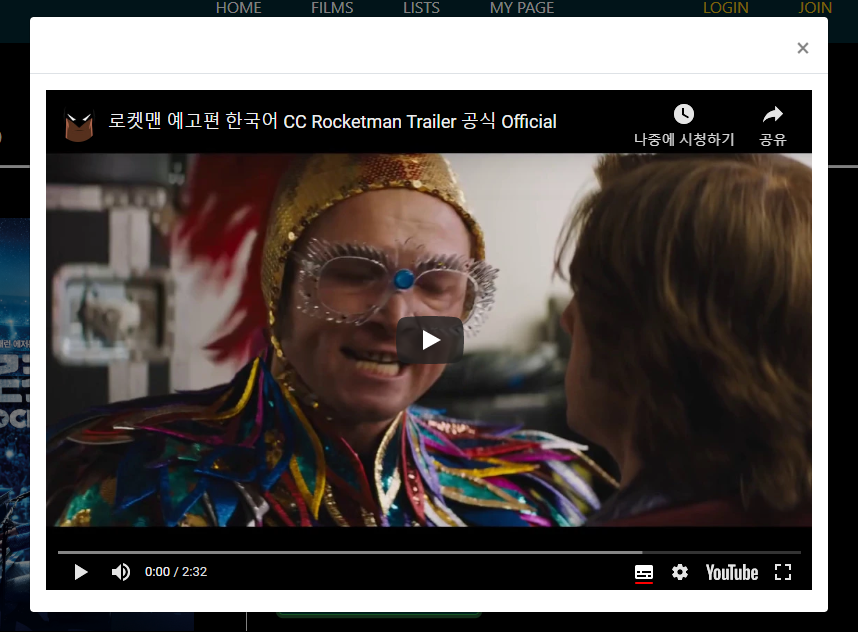 HOME FILMS LISTS MY PAGE LOGIN JOIN
×
로켓맨 예고편 한국어 CC Rocketman Trailer 공식 Official
나중에 시청하기 공유
0:00 / 2:32
YouTube